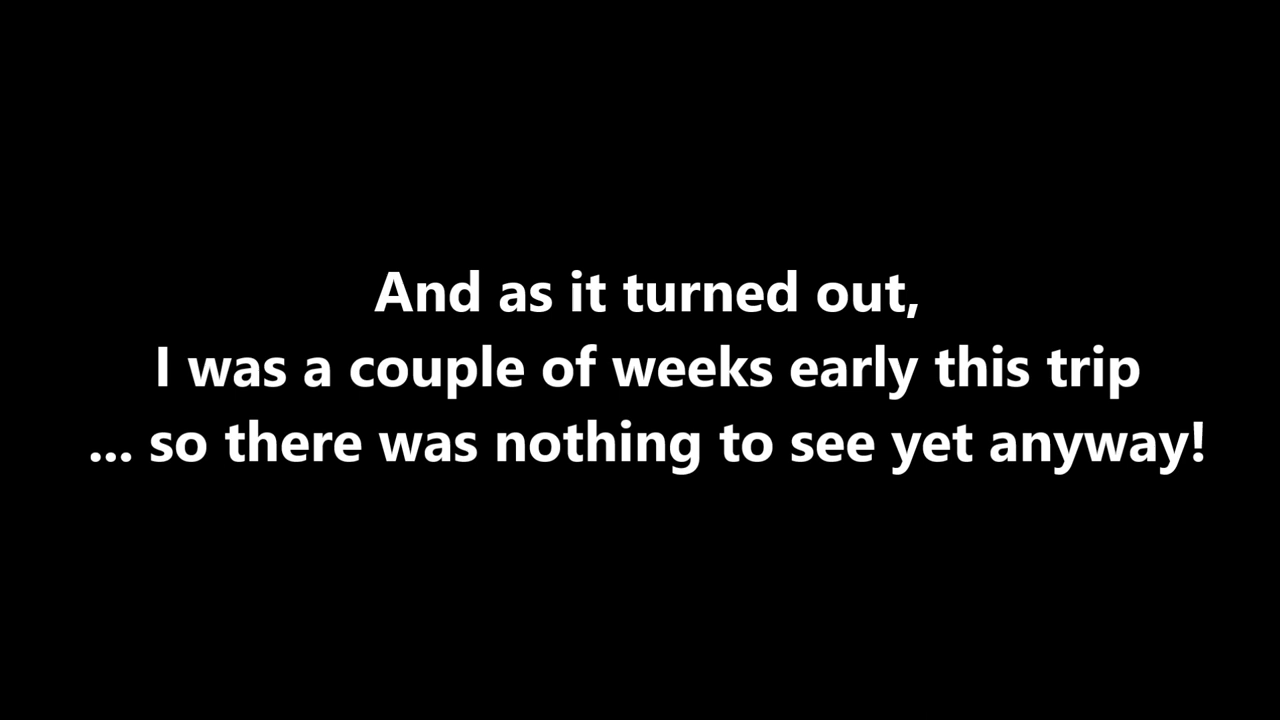 And as it turned out,
I was a couple of weeks early this trip
... so there was nothing to see yet anyway!